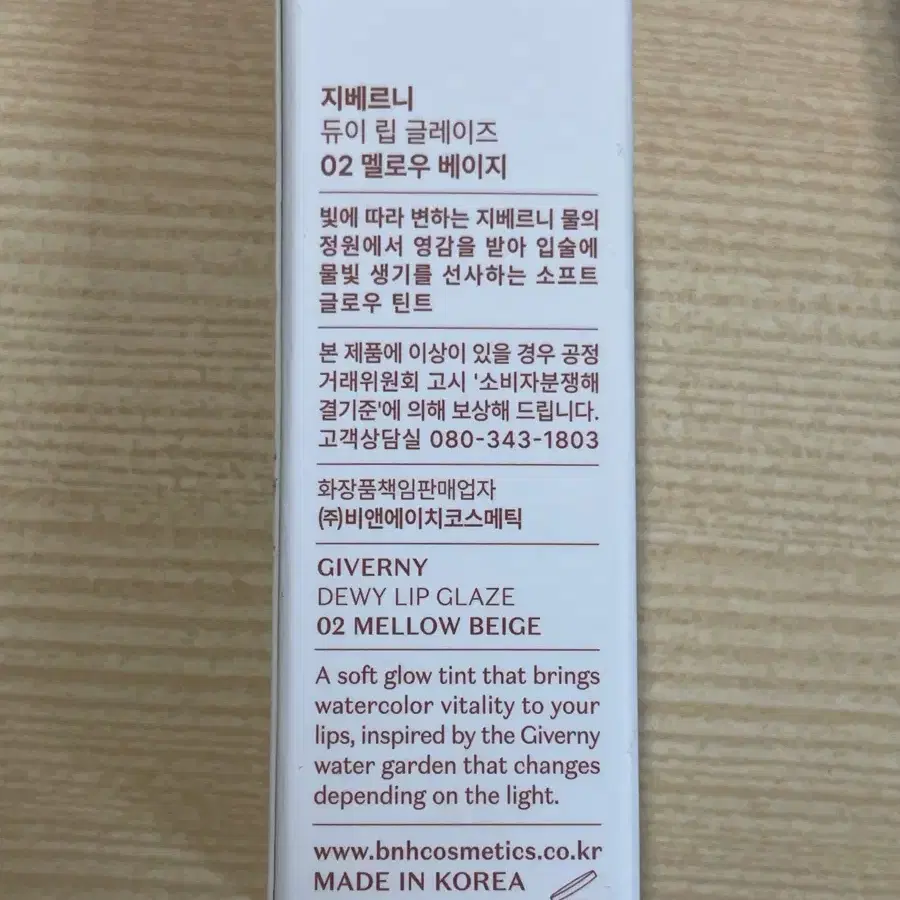 지베르니
듀이 립 글레이즈
02 멜로우 베이지
빛에 따라 변하는 지베르니 물의
정원에서 영감을 받아 입술에
물빛 생기를 선사하는 소프트
글로우 틴트
본 제품에 이상이 있을 경우 공정
거래위원회 고시 '소비자분쟁해
결기준'에 의해 보상해 드립니다.
고객상담실 080-343-1803
화장품책임판매업자
㈜비앤에이치코스메틱
GIVERNY
DEWY LIP GLAZE
02 MELLOW BEIGE
A soft glow tint that brings
watercolor vitality to your
lips, inspired by the Giverny
water garden that changes
depending on the light.
www.bnhcosmetics.co.kr
MADE IN KOREA